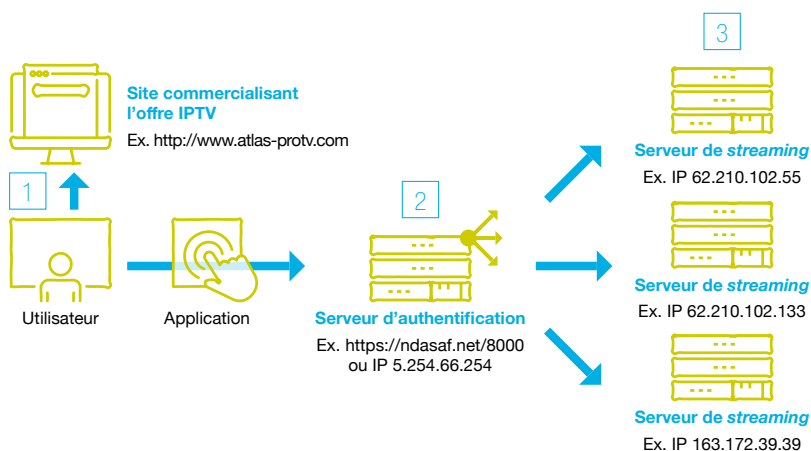 Site commercialisant
l'offre IPTV
Ex. http://www.atlas-protv.com
1
Utilisateur
Application
2
Serveur d'authentification
Ex. https://ndasaf.net/8000
ou IP 5.254.66.254
3
Serveur de streaming
Ex. IP 62.210.102.55
Serveur de streaming
Ex. IP 62.210.102.133
Serveur de streaming
Ex. IP 163.172.39.39